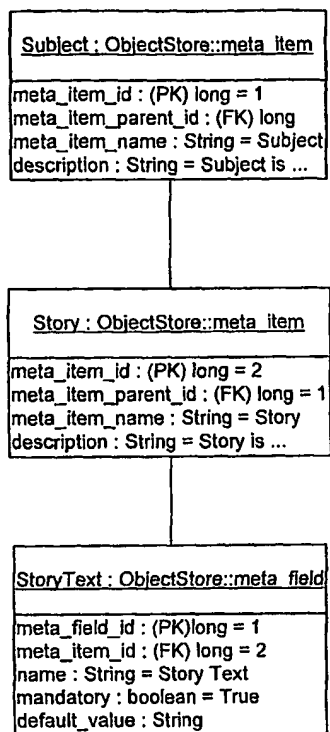 Subject : ObjectStore::meta_item
meta_item_id : (PK) long = 1
meta_item_parent_id : (FK) long
meta_item_name : String = Subject
description : String = Subject is ...
Story : ObjectStore::meta_item
meta_item_id : (PK) long = 2
meta_item_parent_id : (FK) long = 1
meta_item_name : String = Story
description : String = Story is ...
StoryText : ObjectStore::meta_field
meta_field_id : (PK)long = 1
meta_item_id : (FK) long = 2
name : String = Story Text
mandatory : boolean = True
default_value : String